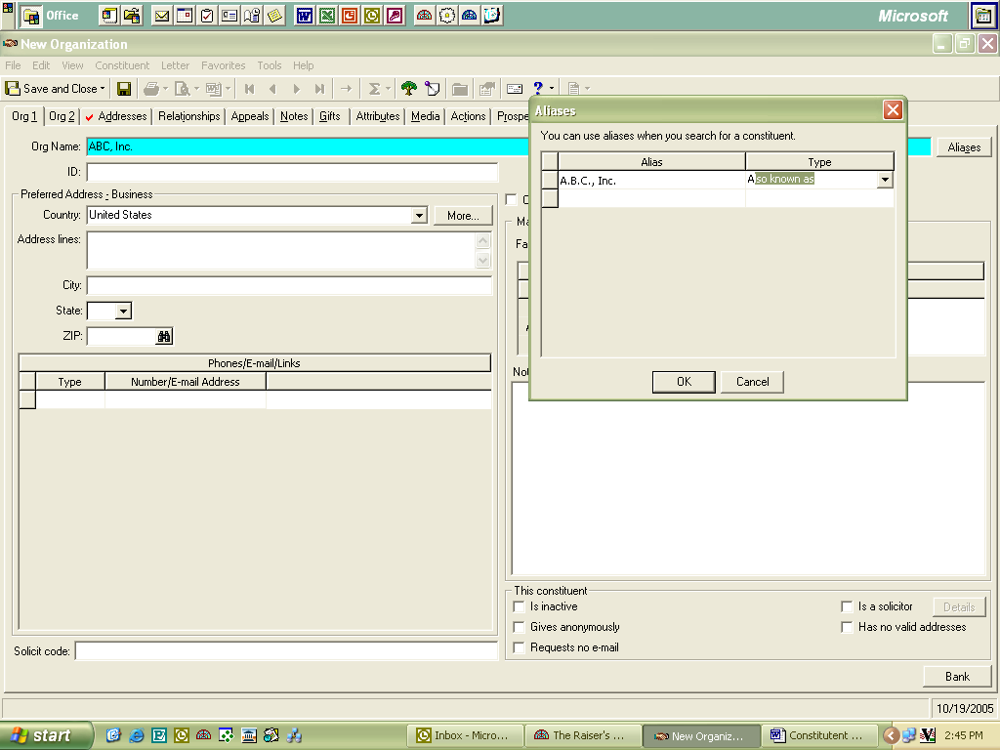 Office
Microsoft
New Organization
File Edit View Constituent Letter Favorites Tools Help
Save and Close
Org 1 Org 2 Addresses Relationships Appeals Notes Gifts Attributes Media Actions Prospe
Org Name: ABC, Inc.
Aliases
ID:
Preferred Address - Business
Country: United States
More...
Address lines:
City:
State:
ZIP:
Phones/E-mail/Links
Type Number/E-mail Address
Solicit code:
Aliases
You can use aliases when you search for a constituent.
Alias Type
A.B.C., Inc. Also known as
OK Cancel
Ma
Fa
Not
This constituent
Is inactive
Is a solicitor
Details
Gives anonymously
Has no valid addresses
Requests no e-mail
Bank
10/19/2005
start
Inbox - Micro...
The Raiser's ...
New Organiz...
Constitutent ...
2:45 PM